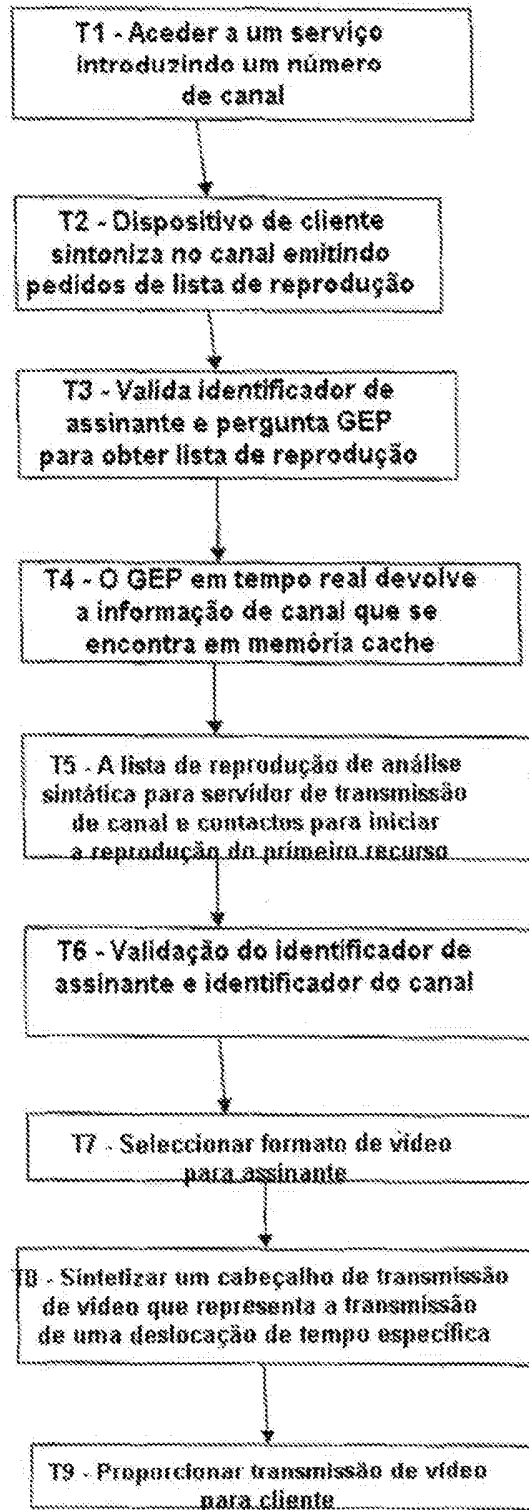 T1 - Aceder a um serviço
introduzindo um número
de canal
T2 - Dispositivo de cliente
sintoniza no canal emitindo
pedidos de lista de reprodução
T3 - Valida identificador de
assinante e pergunta GEP
para obter lista de reprodução
T4 - O GEP em tempo real devolve
a informação de canal que se
encontra em memória cache
T5 - A lista de reprodução de análise
sintática para servidor de transmissão
de canal e contactos para iniciar
a reprodução do primeiro recurso
T6 - Validação do identificador de
assinante e identificador do canal
T7 - Seleccionar formato de vídeo
para assinante
T8 - Sintetizar um cabeçalho de transmissão
de vídeo que representa a transmissão
de uma deslocação de tempo específica
T9 - Proporcionar transmissão de vídeo
para cliente